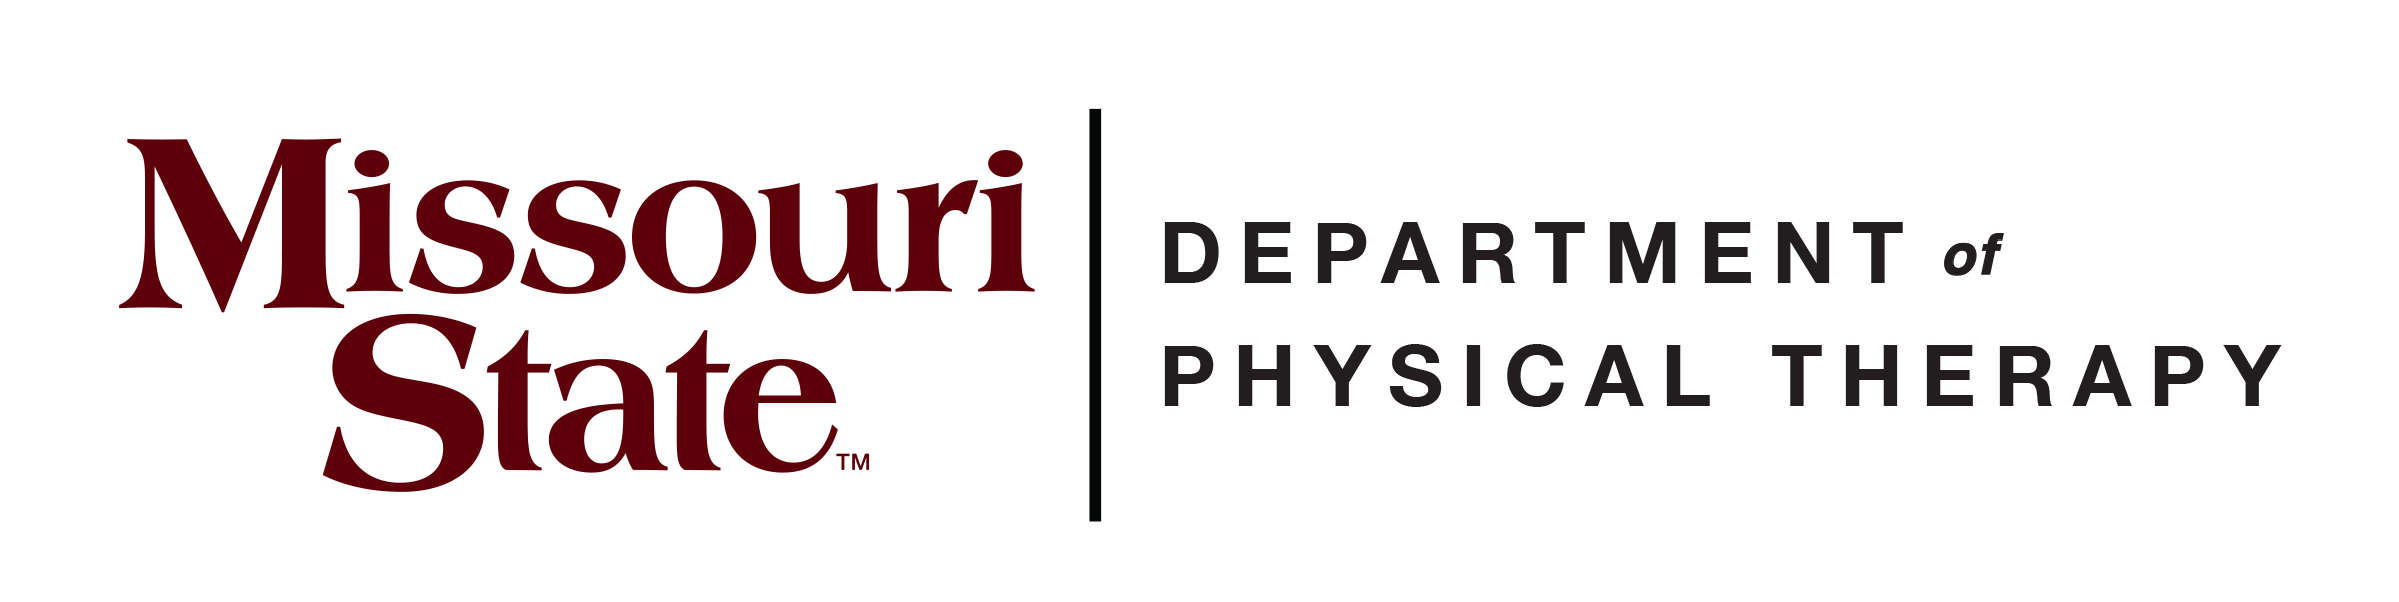 Missouri
State™
DEPARTMENT of
PHYSICAL THERAPY